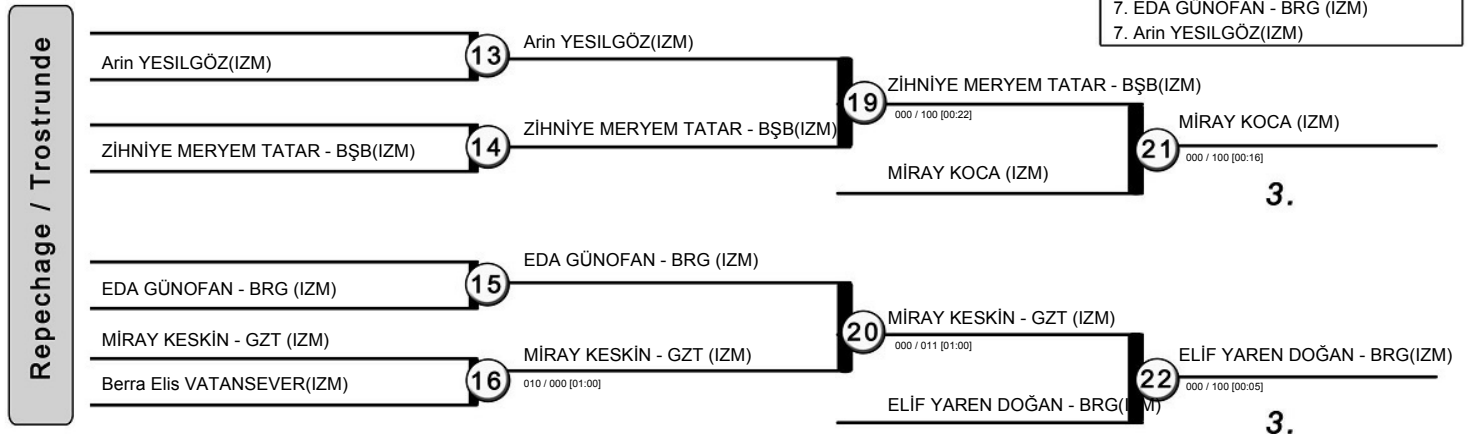 7. EDA GÜNOFAN - BRG (IZM)
7. Arin YESILGÖZ(IZM)
Repechage / Trostrunde
Arin YESILGÖZ(IZM)
13
Arin YESILGÖZ(IZM)
ZİHNİYE MERYEM TATAR - BŞB(IZM)
14
ZİHNİYE MERYEM TATAR - BŞB(IZM)
19
ZİHNİYE MERYEM TATAR - BŞB(IZM)
000 / 100 [00:22]
MİRAY KOCA (IZM)
21
MİRAY KOCA (IZM)
000 / 100 [00:16]
3.
EDA GÜNOFAN - BRG (IZM)
15
EDA GÜNOFAN - BRG (IZM)
MİRAY KESKİN - GZT (IZM)
Berra Elis VATANSEVER(IZM)
16
MİRAY KESKİN - GZT (IZM)
010 / 000 [01:00]
20
MİRAY KESKİN - GZT (IZM)
000 / 011 [01:00]
ELİF YAREN DOĞAN - BRG(IZM)
22
ELİF YAREN DOĞAN - BRG(IZM)
000 / 100 [00:05]
3.